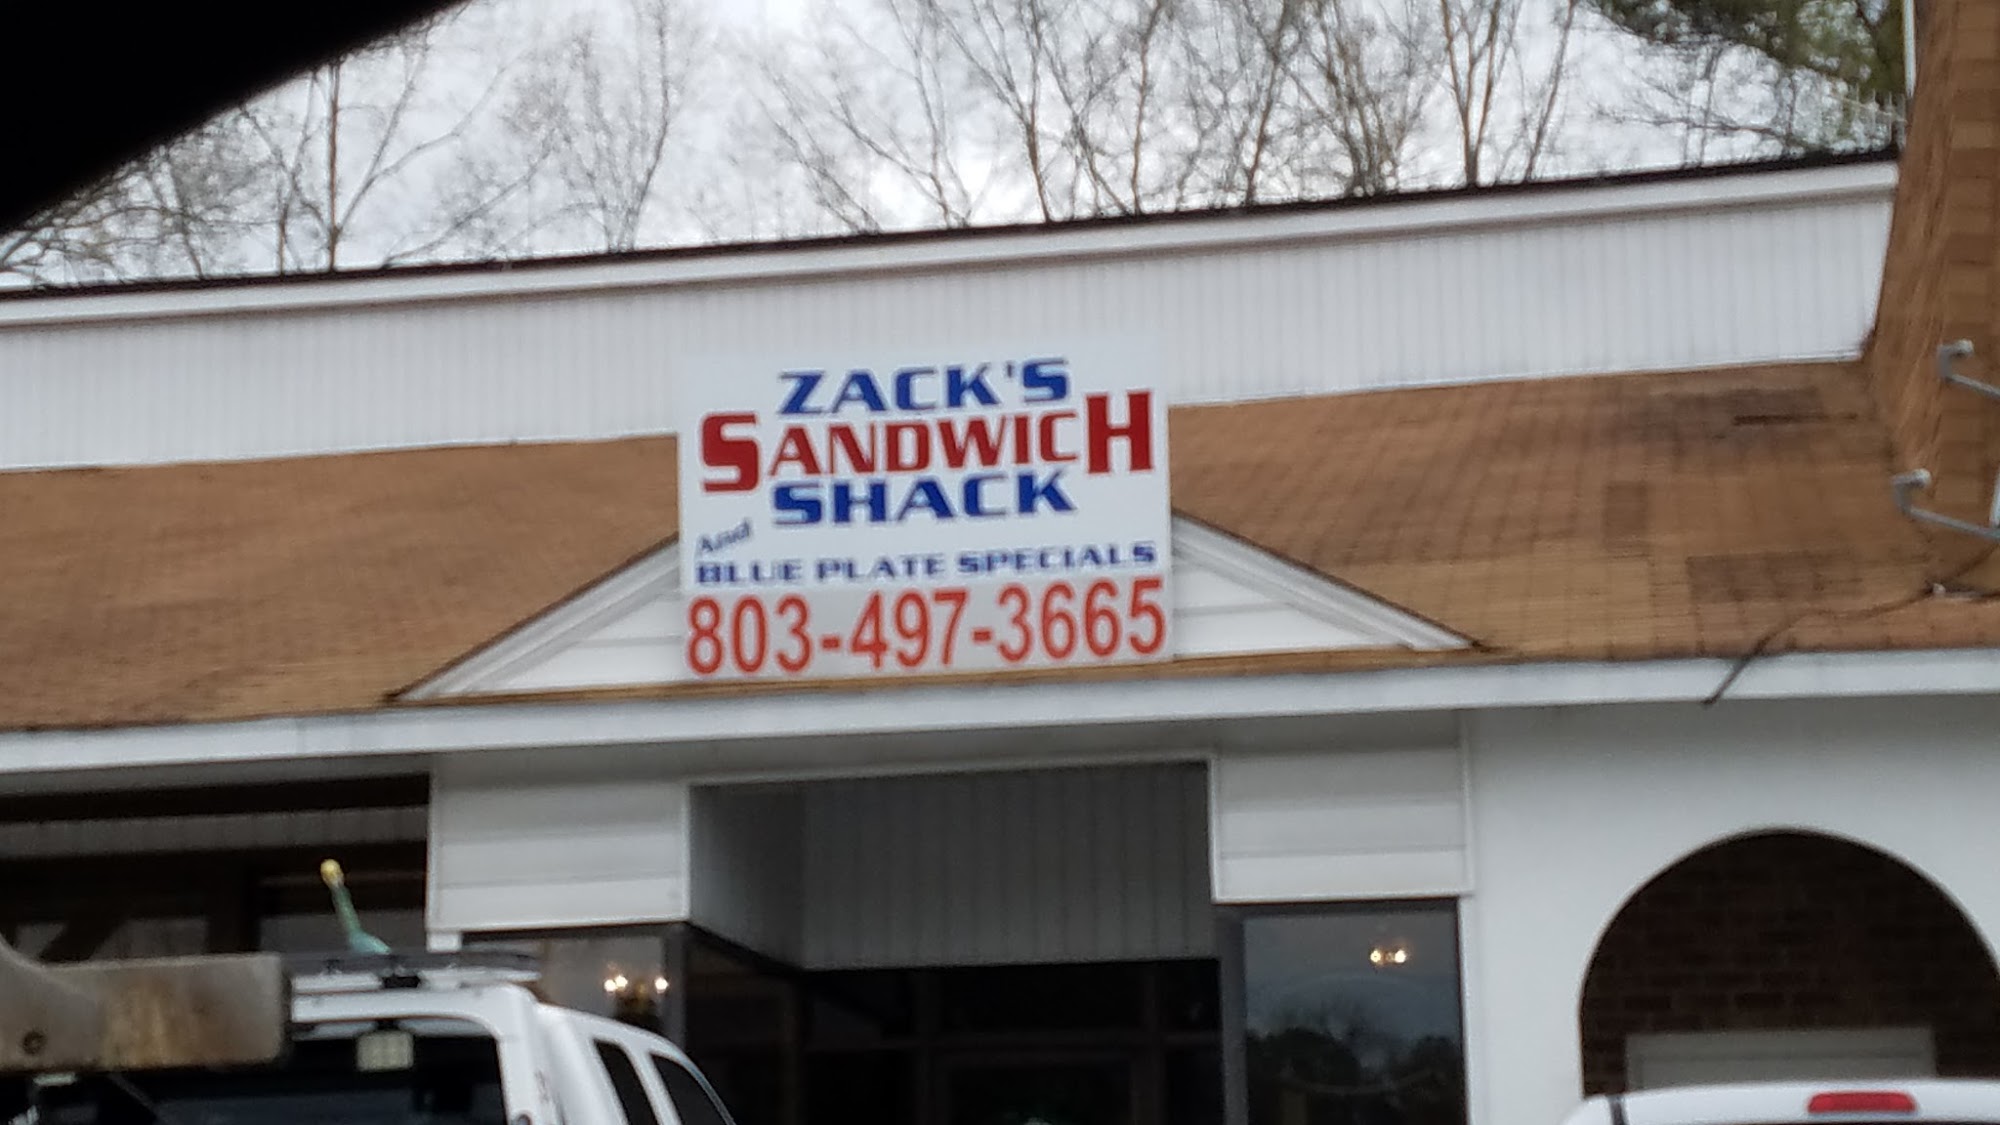 ZACK'S
SANDWICH
SHACK
And
BLUE PLATE SPECIALS
803-497-3665